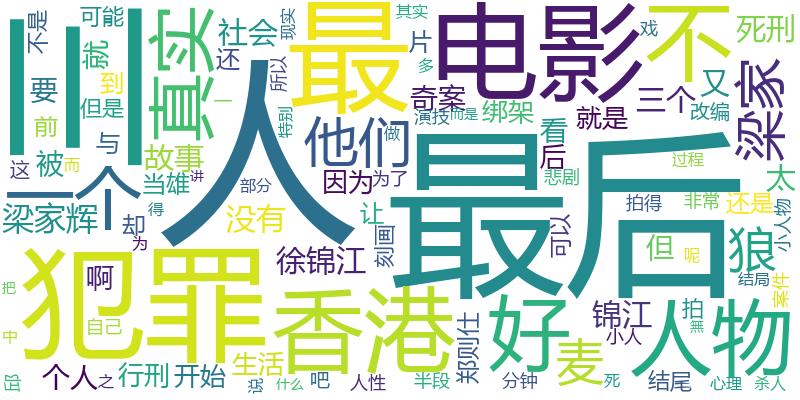 不是
可能
就
真实
社会
还
现实
所以
最
片
多
其实
电影
戏
不
死刑
又
梁家
三
要
到
但是
特别
一
奇案
演技
而是
绑架
三个
改编
前
与
人
他们
做
就是
看
过程
这
被
而
故事
因为
为了
后
太
一个
当雄
讲
部分
悲剧
非常
梁家辉
却
得
没有
让
最后
拍得
还是
小人物
为
刻画
可以
但
呢
狼
犯罪
啊
徐锦江
结局
案件
把
自己
香港
好
锦江
拍
無
人物
中
郑则仕
小人
麦
个人
之
行刑
开始
说
生活
什么
吧
人性
半段
分钟
死
结尾
心理
杀人